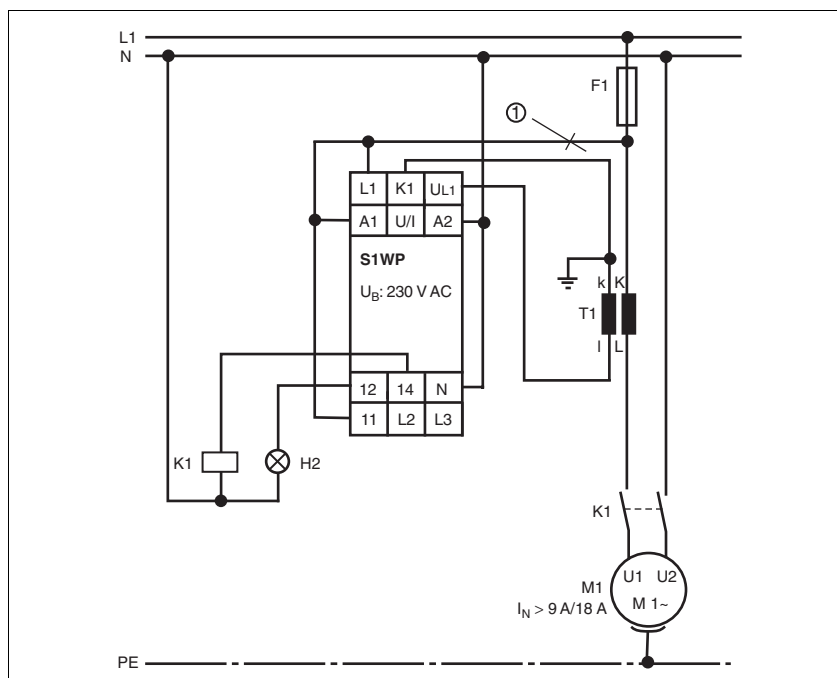 L1
N
F1
①
L1 K1 UL1
A1 U/I A2
S1WP
UB: 230 V AC
k K
T1
l L
12 14 N
11 L2 L3
K1
H2
K1
U1 U2
M1
M 1~
IN > 9 A/18 A
PE